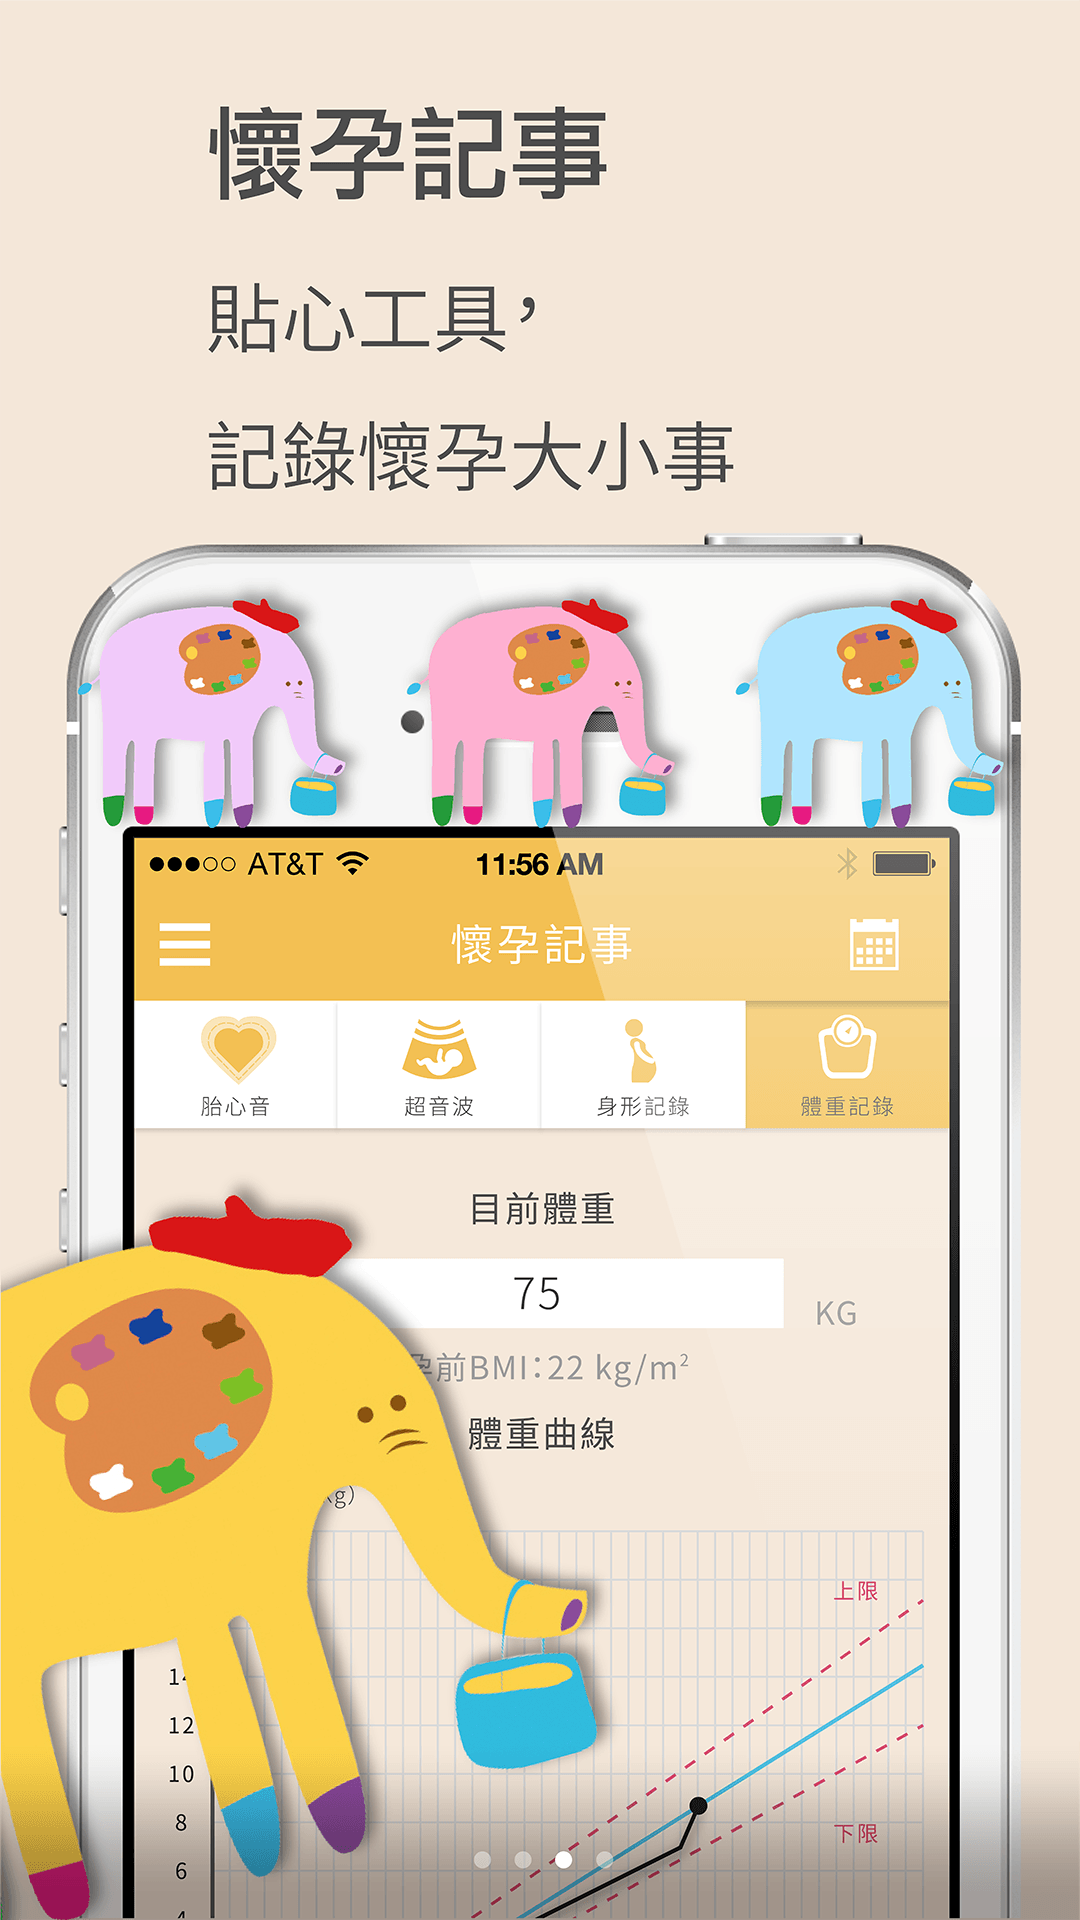 懷孕記事
貼心工具，
記錄懷孕大小事
AT&T 11:56 AM
懷孕記事
胎心音 超音波 身形記錄 體重記錄
目前體重
75 KG
孕前BMI：22 kg/m²
體重曲線
kg)
上限
14
12
10
8
下限
6
4